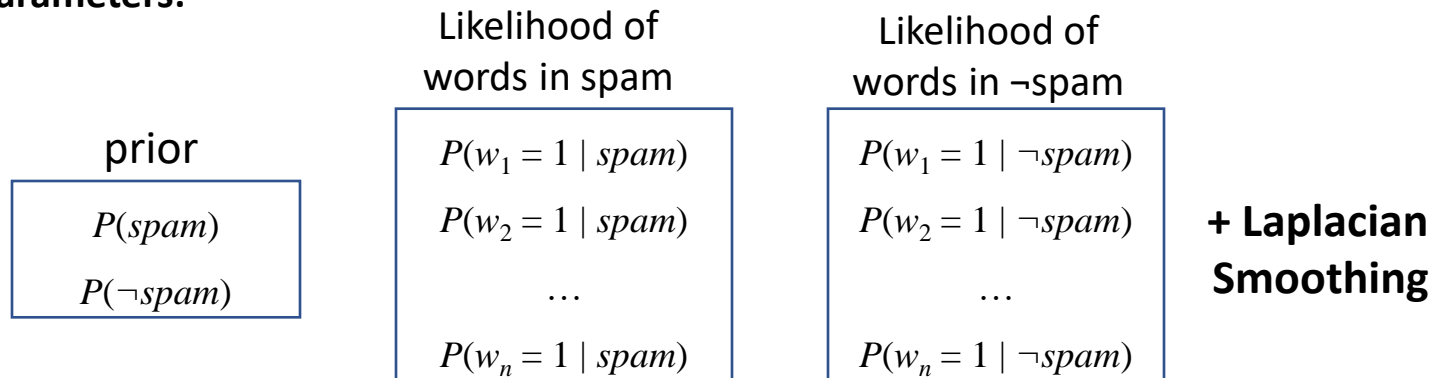 prior
P(spam)
P(¬spam)
Likelihood of
words in spam
P(w₁ = 1 | spam)
P(w₂ = 1 | spam)
…
P(wₙ = 1 | spam)
Likelihood of
words in ¬spam
P(w₁ = 1 | ¬spam)
P(w₂ = 1 | ¬spam)
…
P(wₙ = 1 | ¬spam)
+ Laplacian
Smoothing